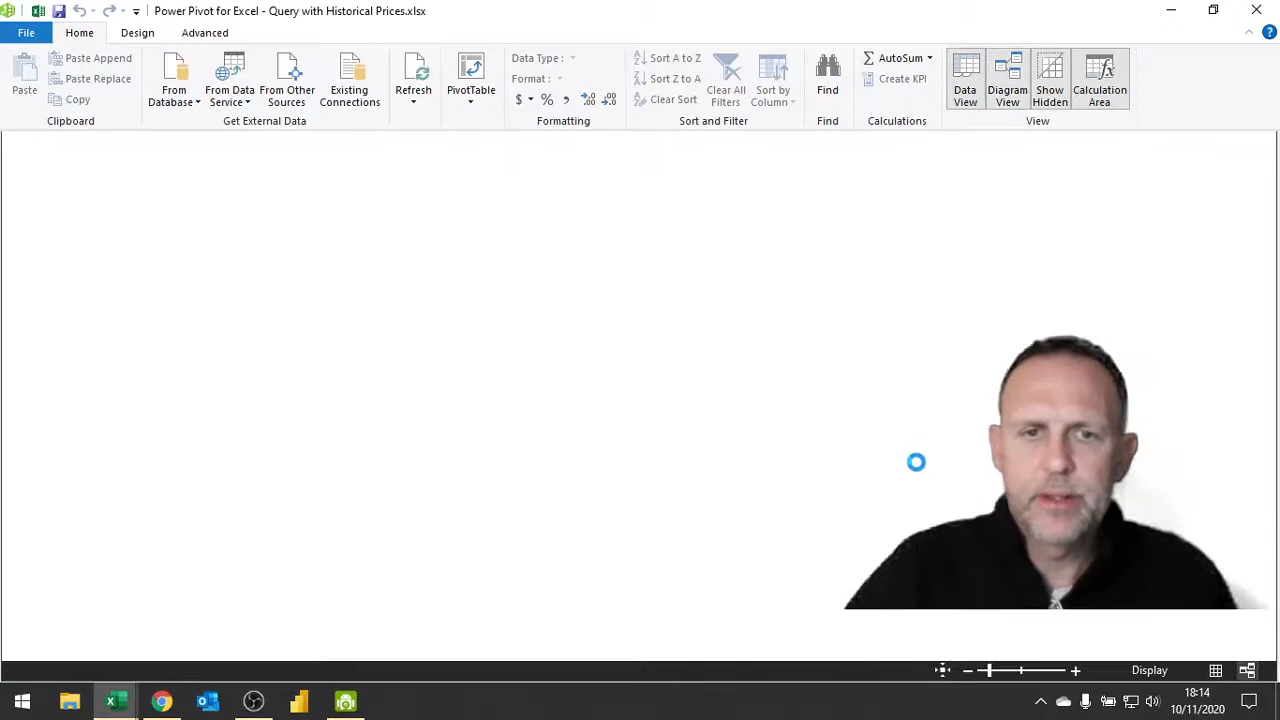 Power Pivot for Excel - Query with Historical Prices.xlsx
File Home Design Advanced
Paste
Paste Append
Paste Replace
Copy
Clipboard
From Database
From Data Service
From Other Sources
Existing Connections
Get External Data
Refresh
PivotTable
Data Type :
Format :
$ % ,
Formatting
Sort A to Z
Sort Z to A
Clear Sort
Clear All Filters
Sort by Column
Sort and Filter
Find
Find
AutoSum
Create KPI
Calculations
Data View
Diagram View
Show Hidden
Calculation Area
View
Display
18:14
10/11/2020